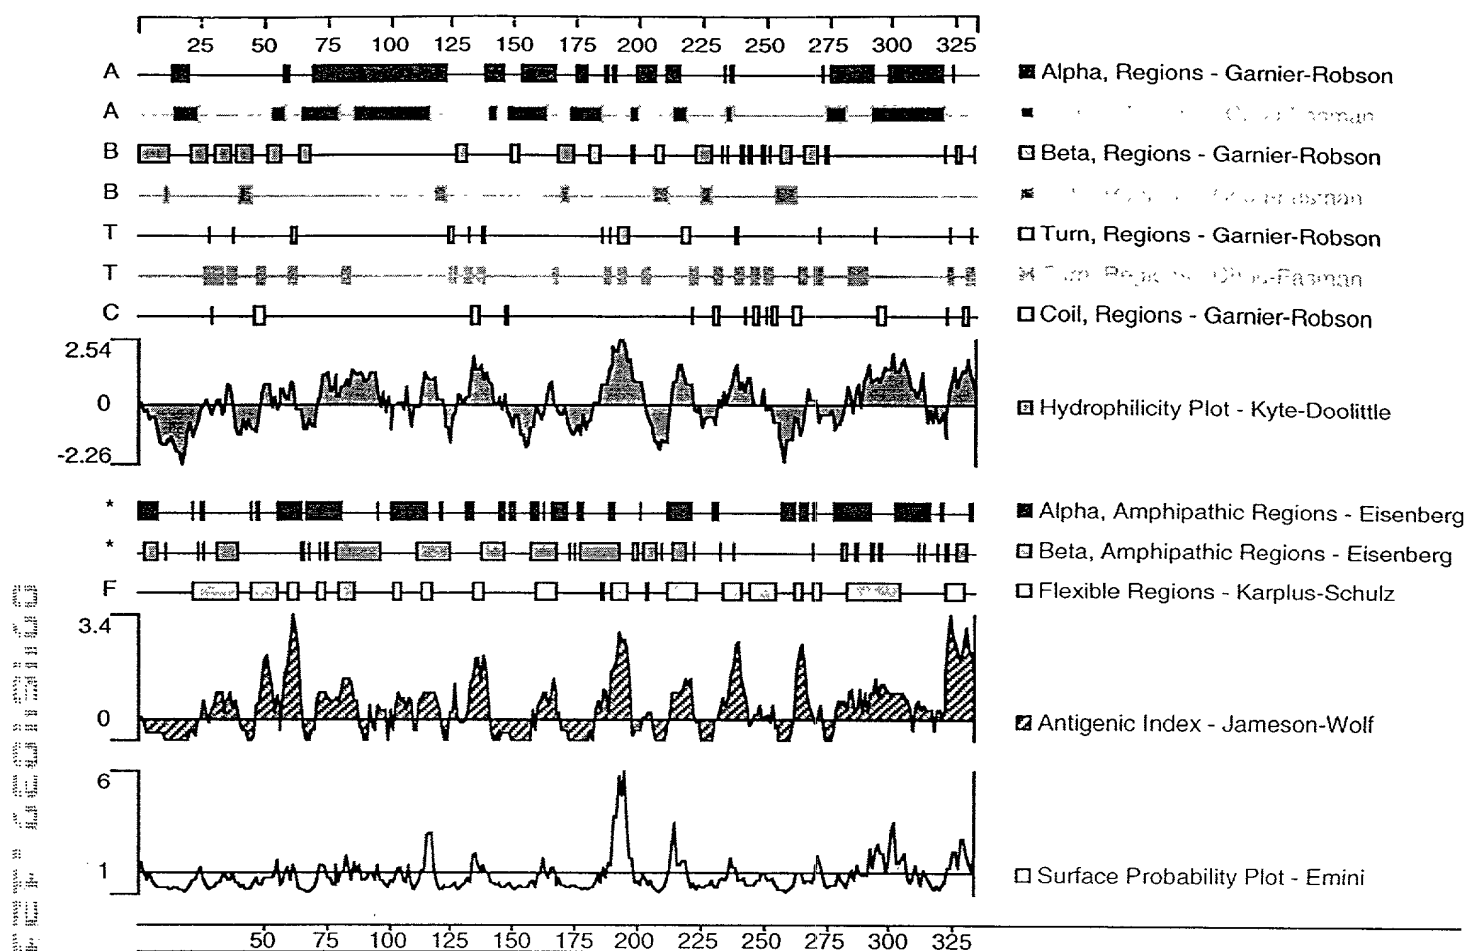 25 50 75 100 125 150 175 200 225 250 275 300 325
A Alpha, Regions - Garnier-Robson
A
B Beta, Regions - Garnier-Robson
B
T Turn, Regions - Garnier-Robson
T
C Coil, Regions - Garnier-Robson
2.54
0 Hydrophilicity Plot - Kyte-Doolittle
-2.26
* Alpha, Amphipathic Regions - Eisenberg
* Beta, Amphipathic Regions - Eisenberg
F Flexible Regions - Karplus-Schulz
3.4
0 Antigenic Index - Jameson-Wolf
6
1 Surface Probability Plot - Emini
50 75 100 125 150 175 200 225 250 275 300 325